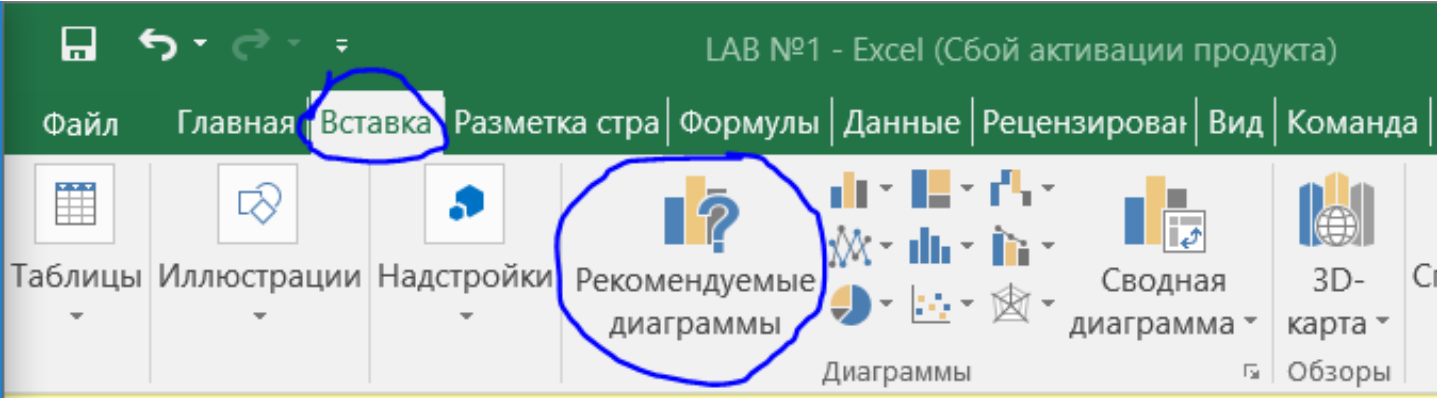 LAB №1 - Excel (Сбой активации продукта)
Файл Главная Вставка Разметка стра Формулы Данные Рецензирован Вид Команда
Таблицы Иллюстрации Надстройки Рекомендуемые диаграммы Сводная диаграмма 3D-карта
Диаграммы Обзоры